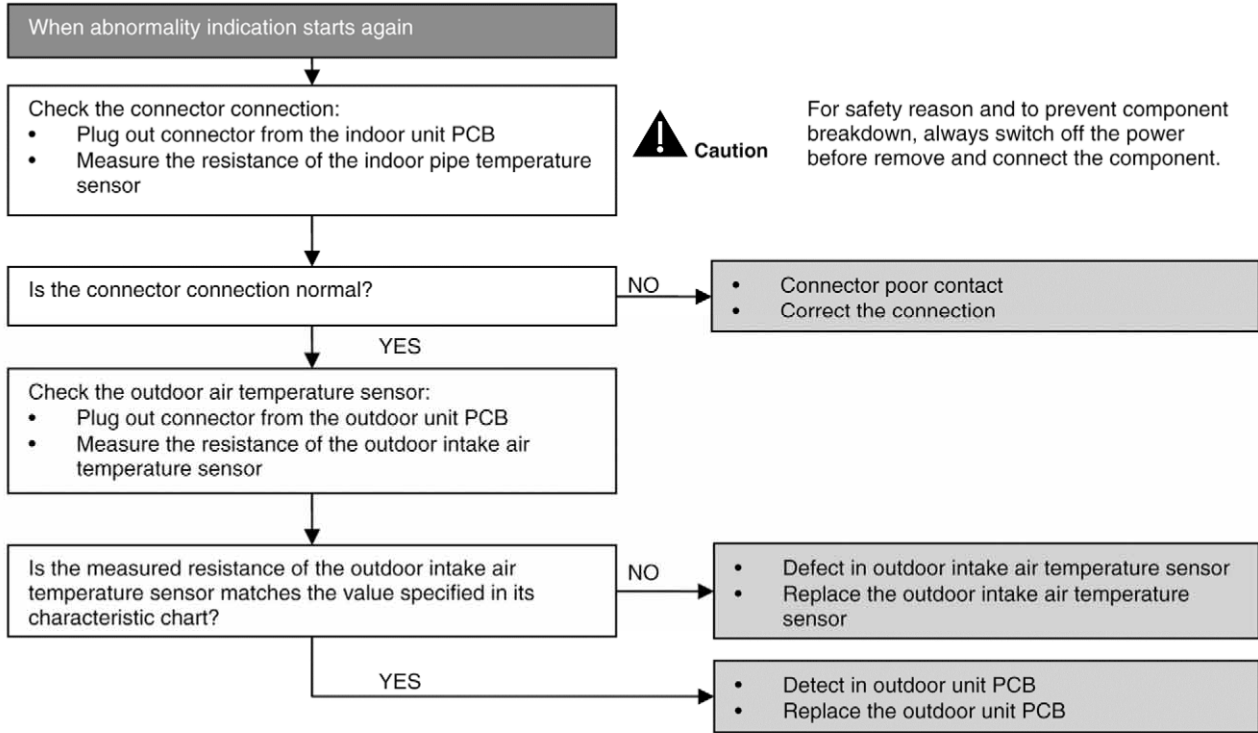 When abnormality indication starts again
Check the connector connection:
• Plug out connector from the indoor unit PCB
• Measure the resistance of the indoor pipe temperature
sensor
Caution
For safety reason and to prevent component
breakdown, always switch off the power
before remove and connect the component.
Is the connector connection normal?
NO
• Connector poor contact
• Correct the connection
YES
Check the outdoor air temperature sensor:
• Plug out connector from the outdoor unit PCB
• Measure the resistance of the outdoor intake air
temperature sensor
Is the measured resistance of the outdoor intake air
temperature sensor matches the value specified in its
characteristic chart?
NO
• Defect in outdoor intake air temperature sensor
• Replace the outdoor intake air temperature
sensor
YES
• Detect in outdoor unit PCB
• Replace the outdoor unit PCB